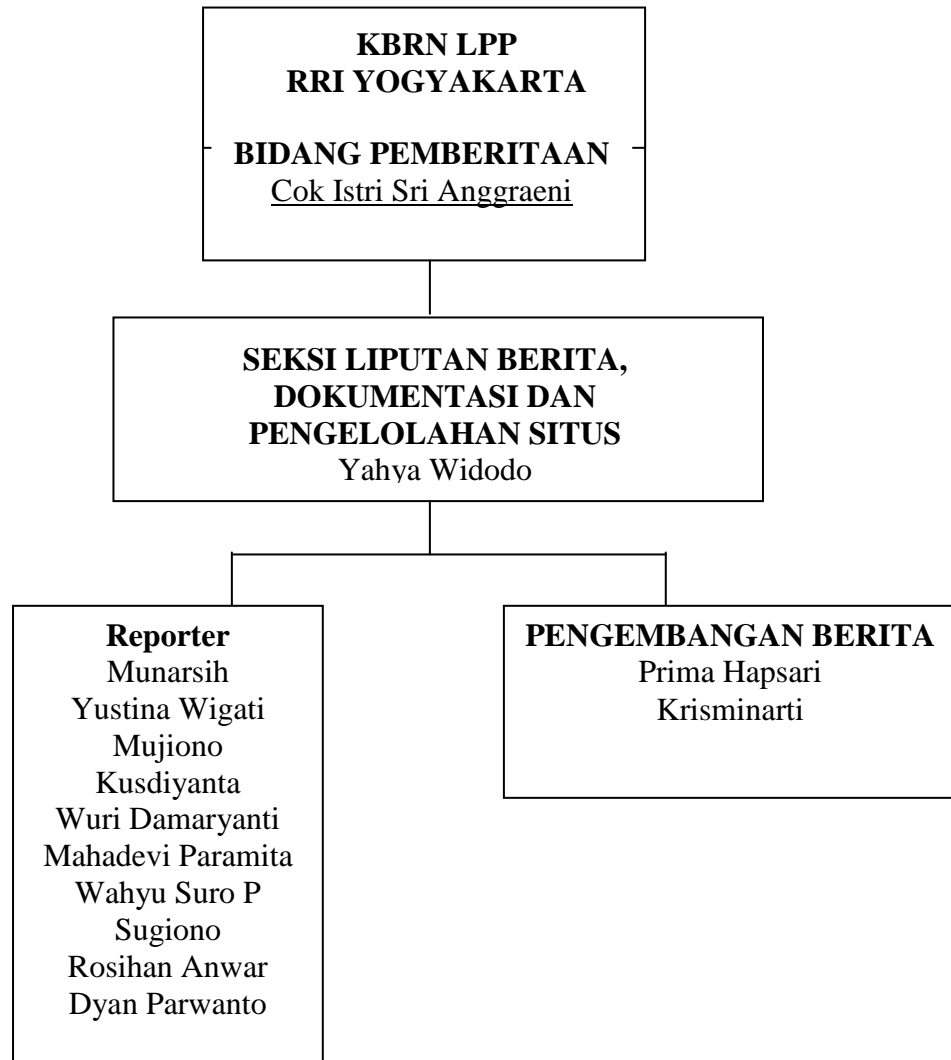 KBRN LPP
RRI YOGYAKARTA
BIDANG PEMBERITAAN
Cok Istri Sri Anggraeni
SEKSI LIPUTAN BERITA,
DOKUMENTASI DAN
PENGELOLAHAN SITUS
Yahya Widodo
Reporter
Munarsih
Yustina Wigati
Mujiono
Kusdiyanta
Wuri Damaryanti
Mahadevi Paramita
Wahyu Suro P
Sugiono
Rosihan Anwar
Dyan Parwanto
PENGEMBANGAN BERITA
Prima Hapsari
Krisminarti